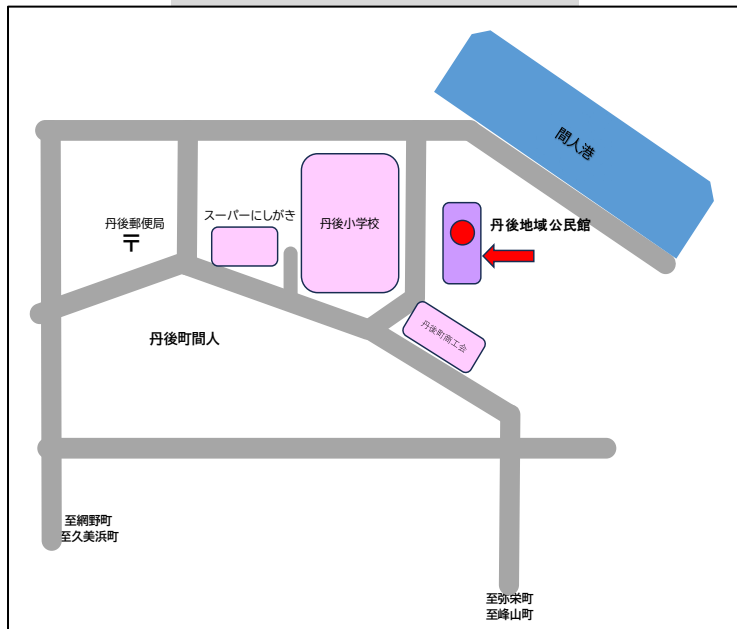 間人港
丹後郵便局
〒
スーパーにしがき
丹後小学校
丹後地域公民館
丹後町商工会
丹後町間人
至網野町
至久美浜町
至弥栄町
至峰山町